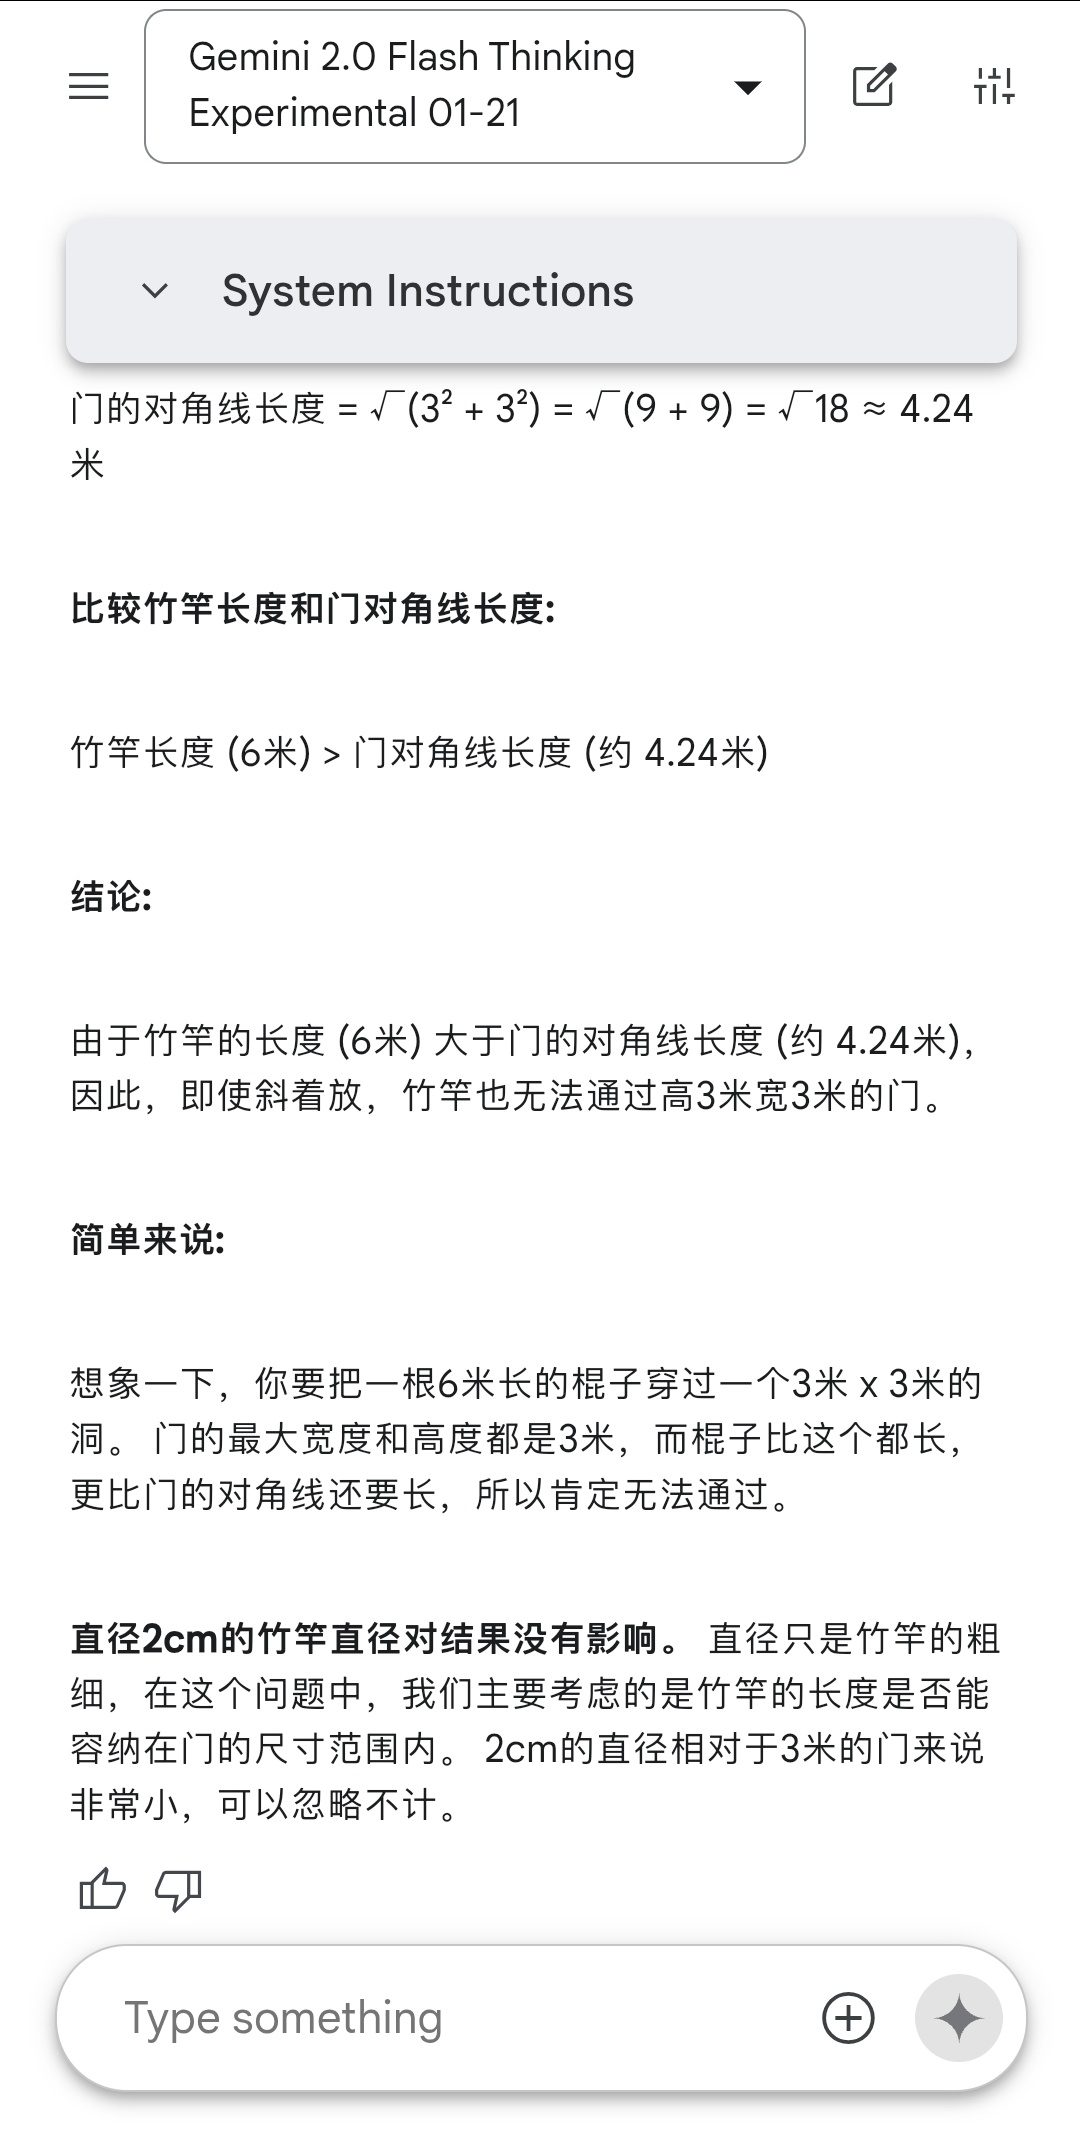 Gemini 2.0 Flash Thinking
Experimental 01-21
System Instructions
门的对角线长度 = √(3² + 3²) = √(9 + 9) = √18 ≈ 4.24
米
比较竹竿长度和门对角线长度:
竹竿长度 (6米) > 门对角线长度 (约 4.24米)
结论:
由于竹竿的长度 (6米) 大于门的对角线长度 (约 4.24米),
因此，即使斜着放，竹竿也无法通过高3米宽3米的门。
简单来说:
想象一下，你要把一根6米长的棍子穿过一个3米 x 3米的
洞。 门的最大宽度和高度都是3米，而棍子比这个都长，
更比门的对角线还要长，所以肯定无法通过。
直径2cm的竹竿直径对结果没有影响。 直径只是竹竿的粗
细，在这个问题中，我们主要考虑的是竹竿的长度是否能
容纳在门的尺寸范围内。 2cm的直径相对于3米的门来说
非常小，可以忽略不计。
Type something